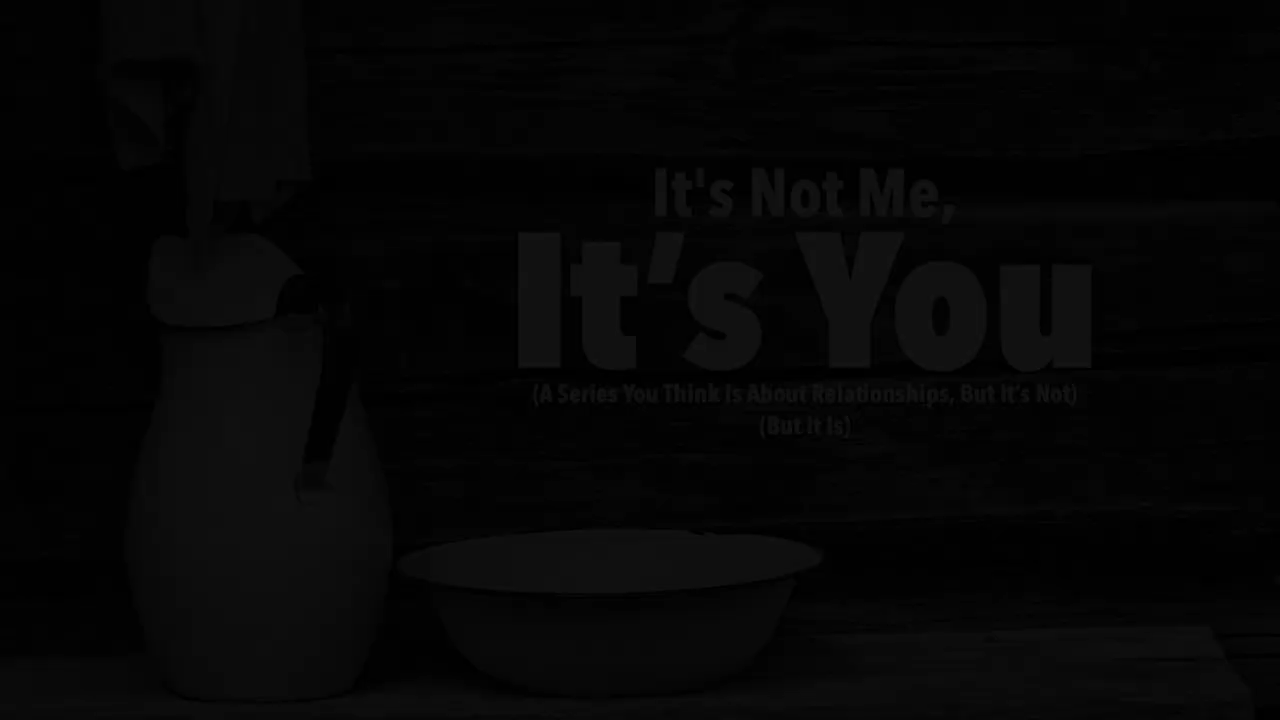 It's Not Me,
It’s You
(A Series You Think Is About Relationships, But It’s Not)
(But It Is)